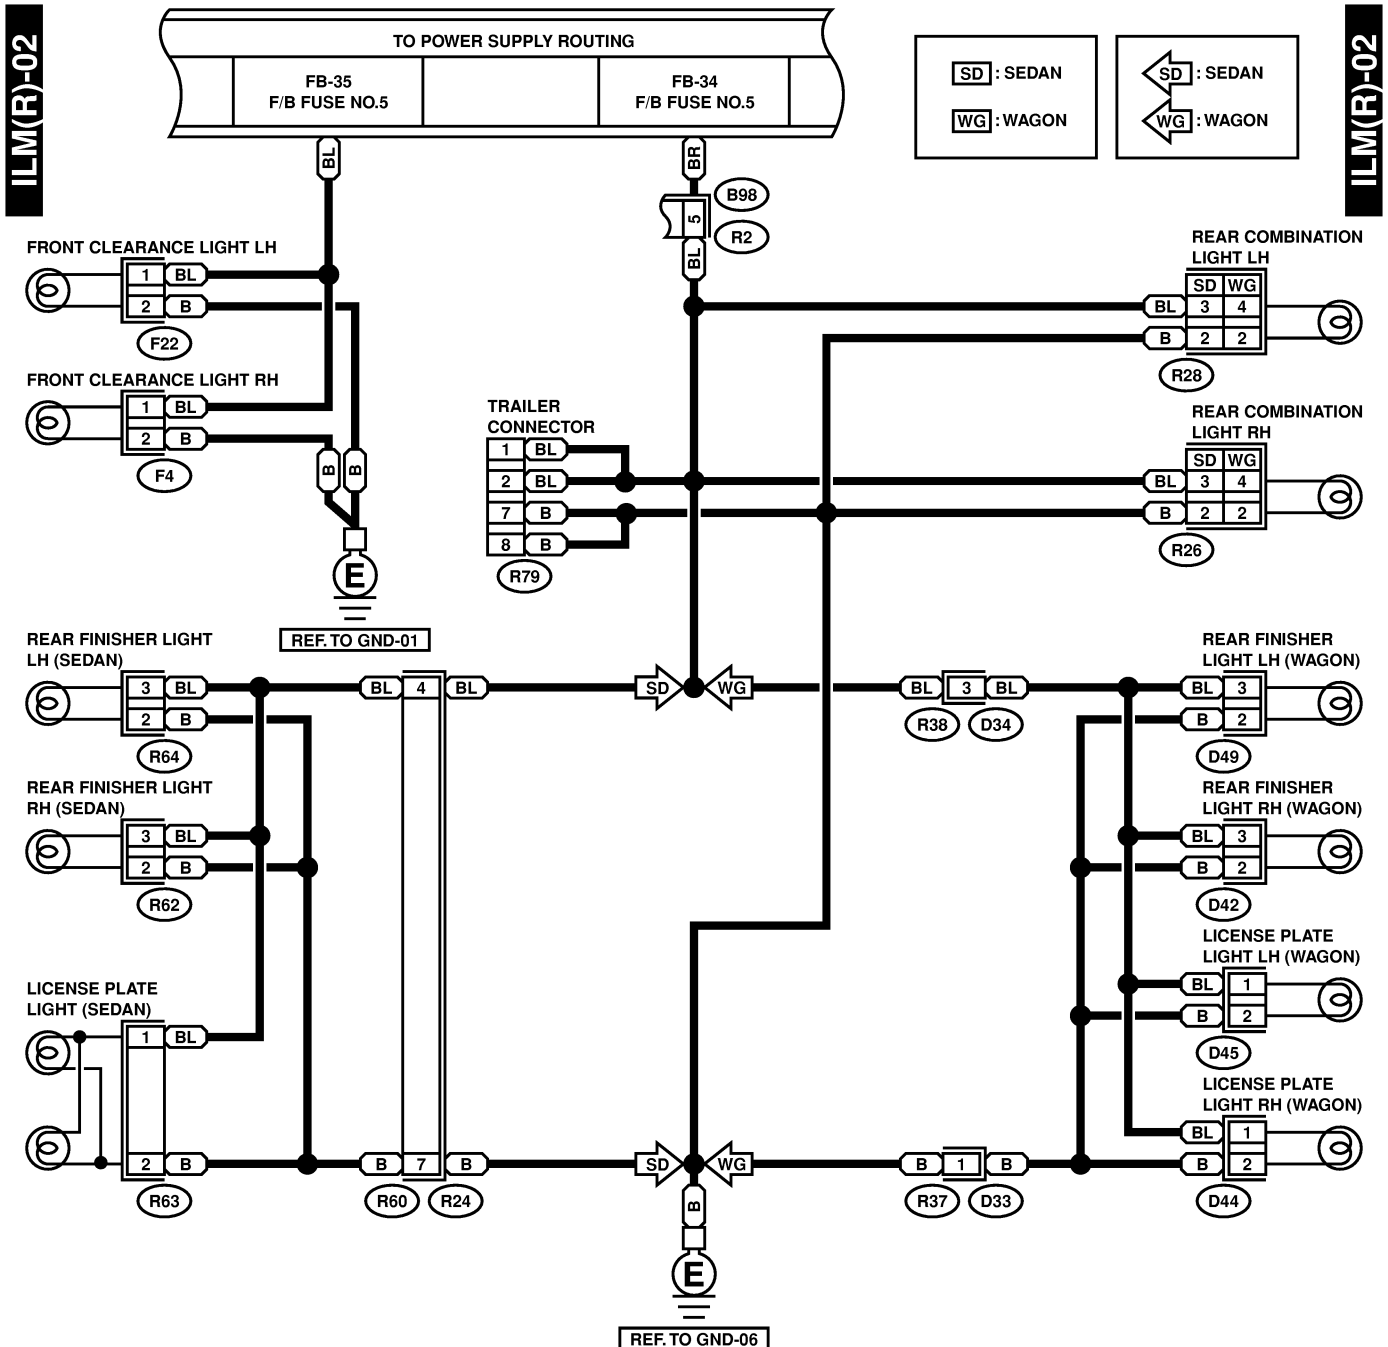 ILM(R)-02
TO POWER SUPPLY ROUTING
FB-35
F/B FUSE NO.5
FB-34
F/B FUSE NO.5
SD : SEDAN
WG : WAGON
SD : SEDAN
WG : WAGON
ILM(R)-02
BL
BR
B98
5
R2
BL
FRONT CLEARANCE LIGHT LH
1 BL
2 B
F22
FRONT CLEARANCE LIGHT RH
1 BL
2 B
F4
B B
E
REF. TO GND-01
REAR COMBINATION
LIGHT LH
SD WG
BL 3 4
B 2 2
R28
REAR COMBINATION
LIGHT RH
SD WG
BL 3 4
B 2 2
R26
TRAILER
CONNECTOR
1 BL
2 BL
7 B
8 B
R79
REAR FINISHER LIGHT
LH (SEDAN)
3 BL
2 B
R64
REAR FINISHER LIGHT
RH (SEDAN)
3 BL
2 B
R62
LICENSE PLATE
LIGHT (SEDAN)
1 BL
2 B
R63
BL 4 BL
B 7 B
R60 R24
SD WG
BL 3 BL
R38 D34
REAR FINISHER
LIGHT LH (WAGON)
BL 3
B 2
D49
REAR FINISHER
LIGHT RH (WAGON)
BL 3
B 2
D42
LICENSE PLATE
LIGHT LH (WAGON)
BL 1
B 2
D45
LICENSE PLATE
LIGHT RH (WAGON)
BL 1
B 2
D44
SD WG
B 1 B
R37 D33
B
E
REF. TO GND-06